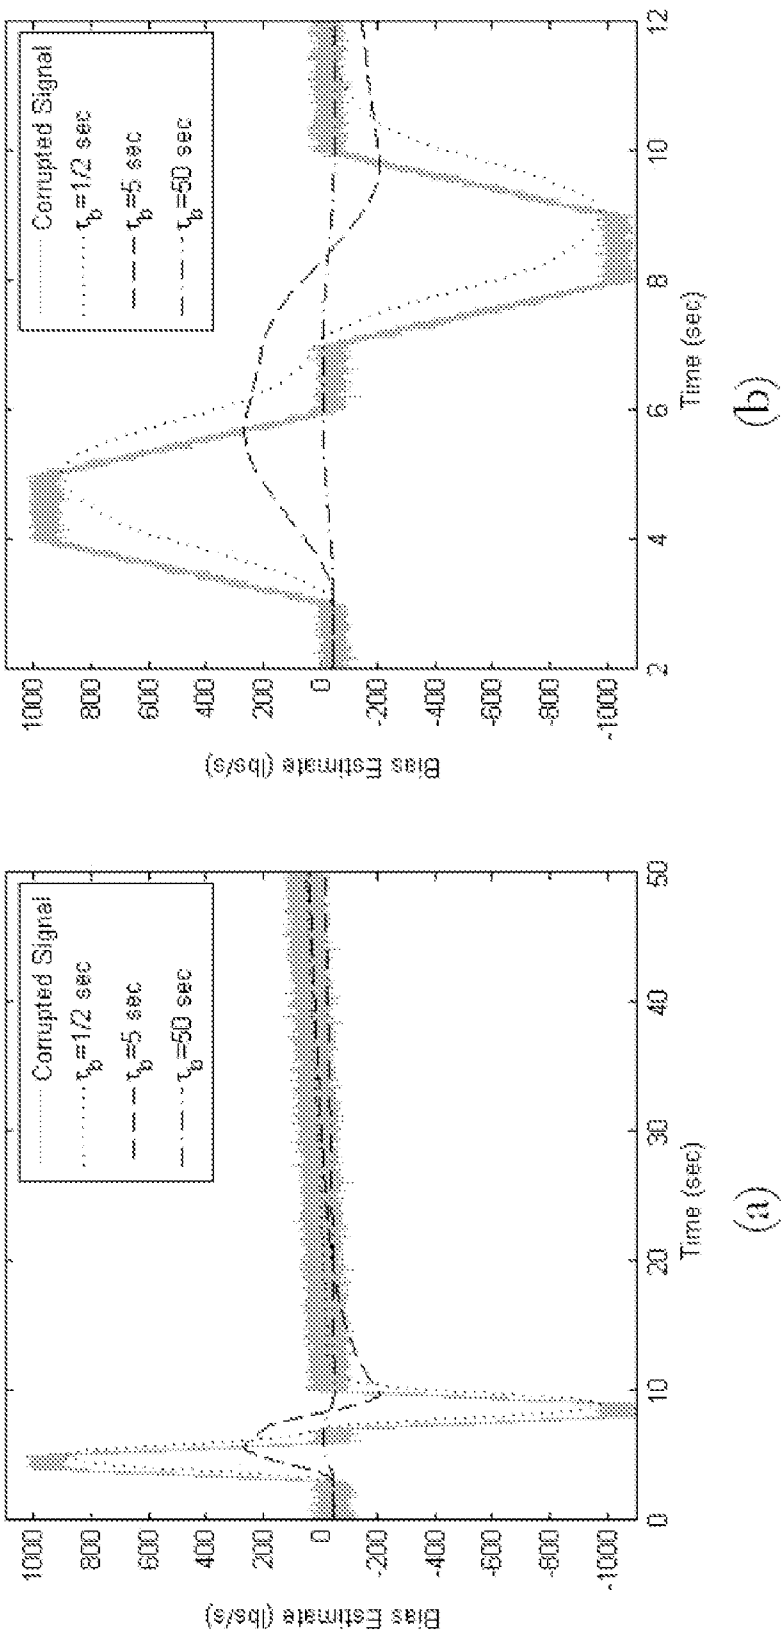 Bias Estimate (lbs/s)
1000
800
600
400
200
0
-200
-400
-600
-800
-1000
Corrupted Signal
τb=1/2 sec
τb=5 sec
τb=50 sec
0
10
20
30
40
50
Time (sec)
(a)
Bias Estimate (lbs/s)
1000
800
600
400
200
0
-200
-400
-600
-800
-1000
Corrupted Signal
τb=1/2 sec
τb=5 sec
τb=50 sec
2
4
6
8
10
12
Time (sec)
(b)